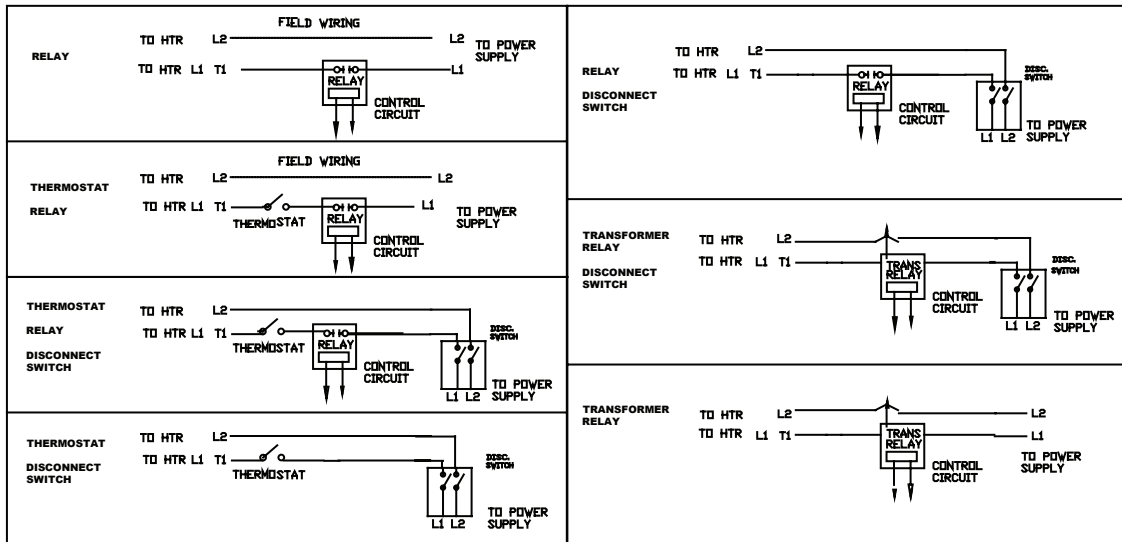 FIELD WIRING
RELAY
TO HTR L2
L2
TO POWER
SUPPLY
TO HTR L1 T1
L1
RELAY
CONTROL
CIRCUIT
FIELD WIRING
THERMOSTAT
RELAY
TO HTR L2
L2
TO HTR L1 T1
L1
THERMOSTAT
RELAY
TO POWER
SUPPLY
CONTROL
CIRCUIT
THERMOSTAT
RELAY
DISCONNECT
SWITCH
TO HTR L2
TO HTR L1 T1
THERMOSTAT
RELAY
DISC.
SWITCH
CONTROL
CIRCUIT
L1 L2
TO POWER
SUPPLY
THERMOSTAT
DISCONNECT
SWITCH
TO HTR L2
TO HTR L1 T1
THERMOSTAT
DISC.
SWITCH
L1 L2
TO POWER
SUPPLY
RELAY
DISCONNECT
SWITCH
TO HTR L2
TO HTR L1 T1
RELAY
DISC.
SWITCH
CONTROL
CIRCUIT
L1 L2
TO POWER
SUPPLY
TRANSFORMER
RELAY
DISCONNECT
SWITCH
TO HTR L2
TO HTR L1 T1
TRANS
RELAY
DISC.
SWITCH
CONTROL
CIRCUIT
L1 L2
TO POWER
SUPPLY
TRANSFORMER
RELAY
TO HTR L2
L2
TO HTR L1 T1
L1
TRANS
RELAY
TO POWER
SUPPLY
CONTROL
CIRCUIT